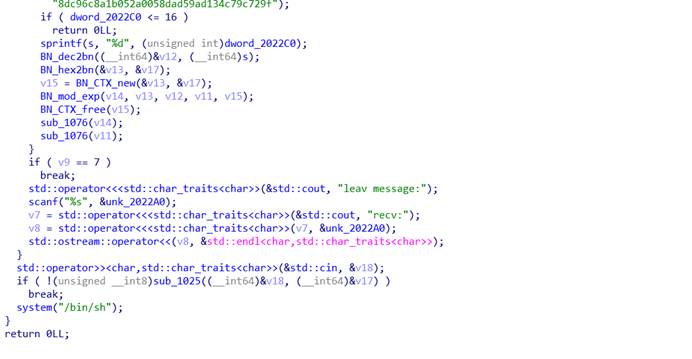 "8dc96c8a1b052a0058dad59ad134c79c729f");
if ( dword_2022C0 <= 16 )
return 0LL;
sprintf(s, "%d", (unsigned int)dword_2022C0);
BN_dec2bn((__int64)&v12, (__int64)s);
BN_hex2bn(&v13, &v17);
v15 = BN_CTX_new(&v13, &v17);
BN_mod_exp(v14, v13, v12, v11, v15);
BN_CTX_free(v15);
sub_1076(v14);
sub_1076(v11);
}
if ( v9 == 7 )
break;
std::operator<<<std::char_traits<char>>(&std::cout, "leav message:");
scanf("%s", &unk_2022A0);
v7 = std::operator<<<std::char_traits<char>>(&std::cout, "recv:");
v8 = std::operator<<<std::char_traits<char>>(v7, &unk_2022A0);
std::ostream::operator<<(v8, &std::endl<char,std::char_traits<char>>);
}
std::operator>><char,std::char_traits<char>>(&std::cin, &v18);
if ( !(unsigned __int8)sub_1025((__int64)&v18, (__int64)&v17) )
break;
system("/bin/sh");
}
return 0LL;